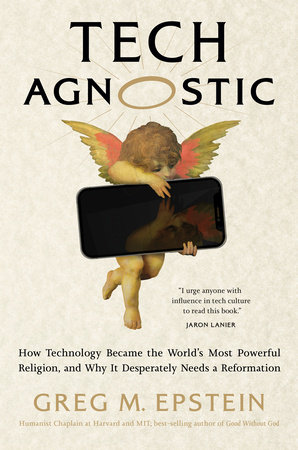 TECH
AGNOSTIC
"I urge anyone with
influence in tech culture
to read this book."
JARON LANIER
How Technology Became the World's Most Powerful
Religion, and Why It Desperately Needs a Reformation
GREG M. EPSTEIN
Humanist Chaplain at Harvard and MIT; best-selling author of Good Without God